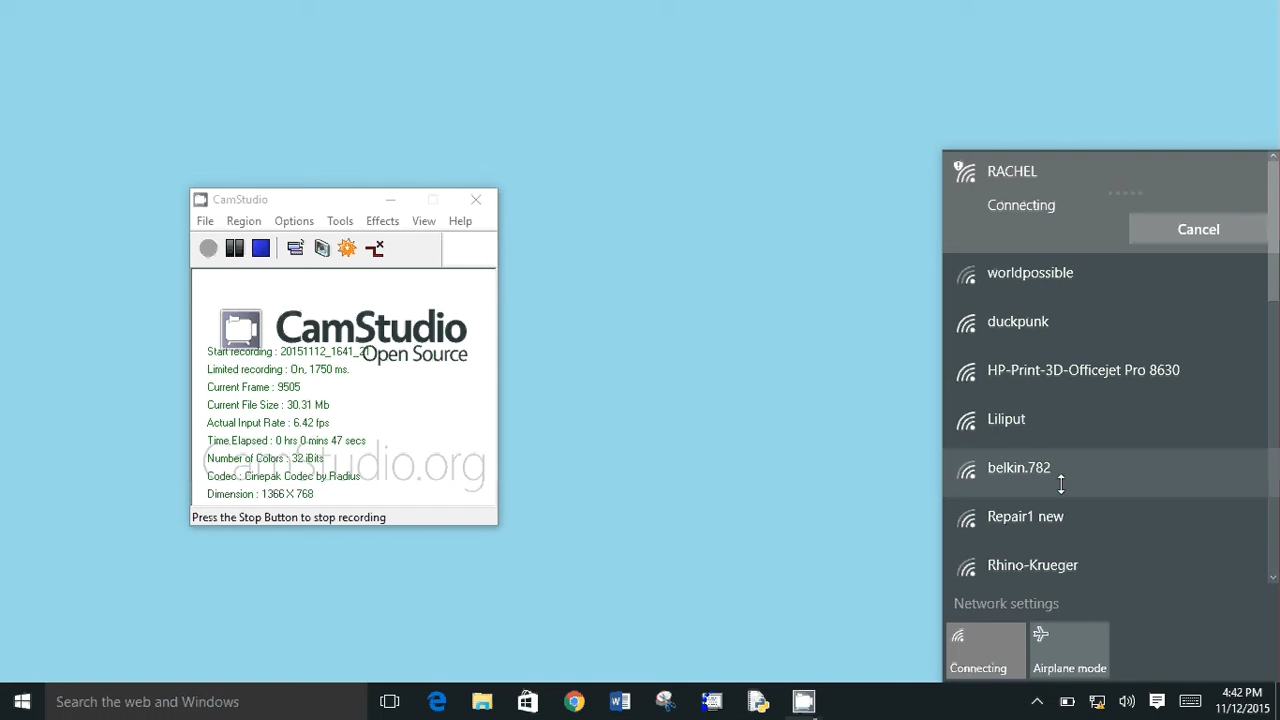 CamStudio
File Region Options Tools Effects View Help
CamStudio
Open Source
Start recording : 20151112_1641_21
Limited recording : On, 1750 ms.
Current Frame : 9505
Current File Size : 30.31 Mb
Actual Input Rate : 6.42 fps
Time Elapsed : 0 hrs 0 mins 47 secs
CamStudio.org
Number of Colors : 32 iBits
Codec : Cinepak Codec by Radius
Dimension : 1366 X 768
Press the Stop Button to stop recording
RACHEL
Connecting
Cancel
worldpossible
duckpunk
HP-Print-3D-Officejet Pro 8630
Liliput
belkin.782
Repair1 new
Rhino-Krueger
Network settings
Connecting
Airplane mode
Search the web and Windows
4:42 PM
11/12/2015